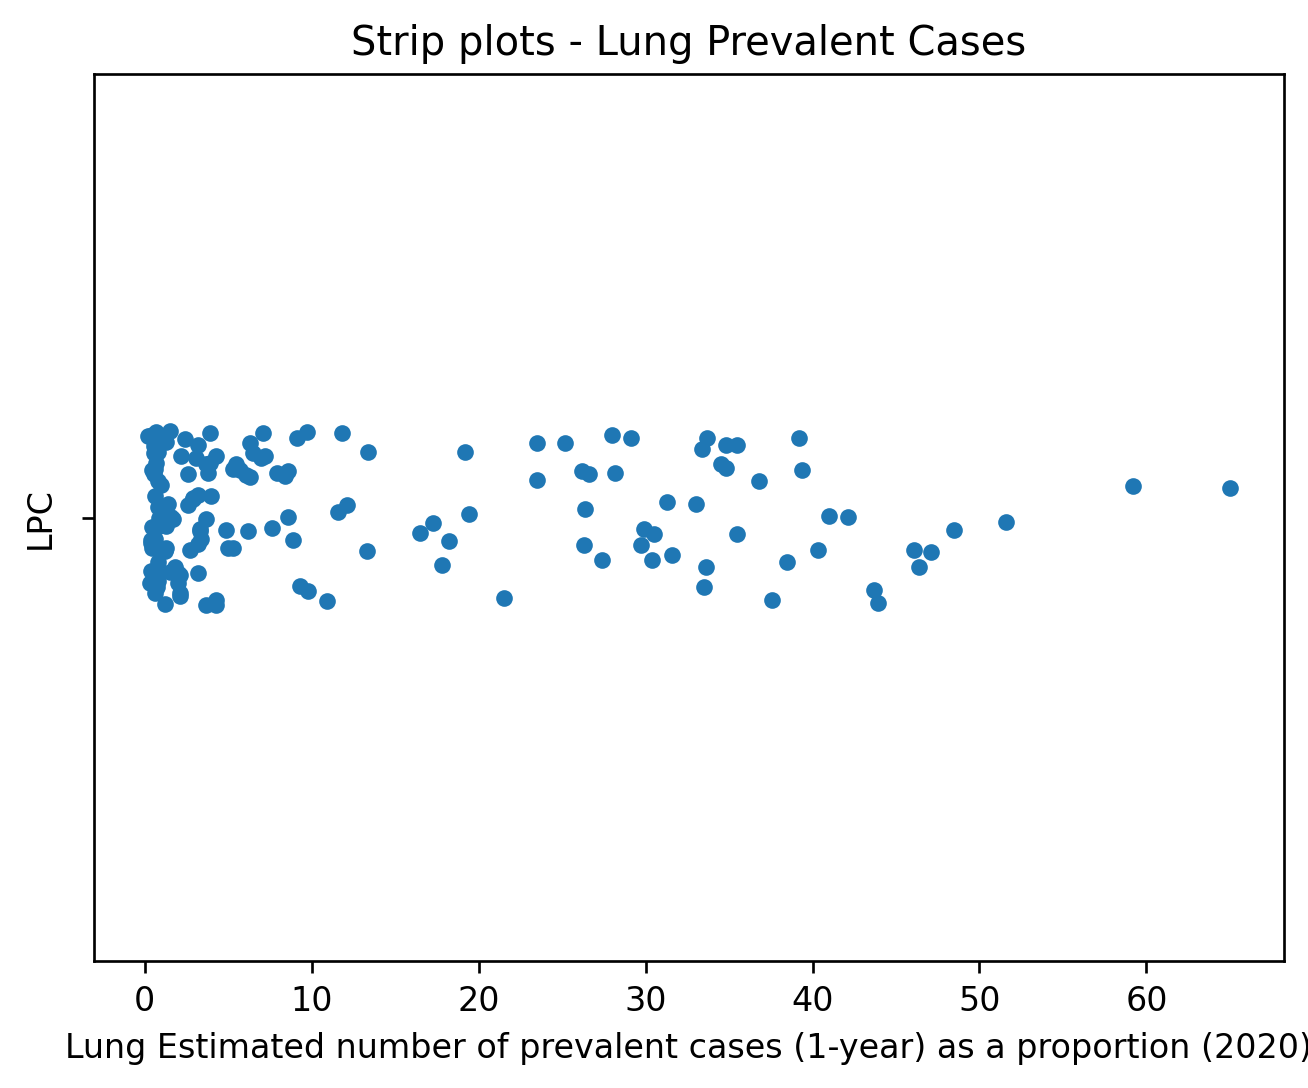 Strip plots - Lung Prevalent Cases
LPC
0 10 20 30 40 50 60
Lung Estimated number of prevalent cases (1-year) as a proportion (2020)